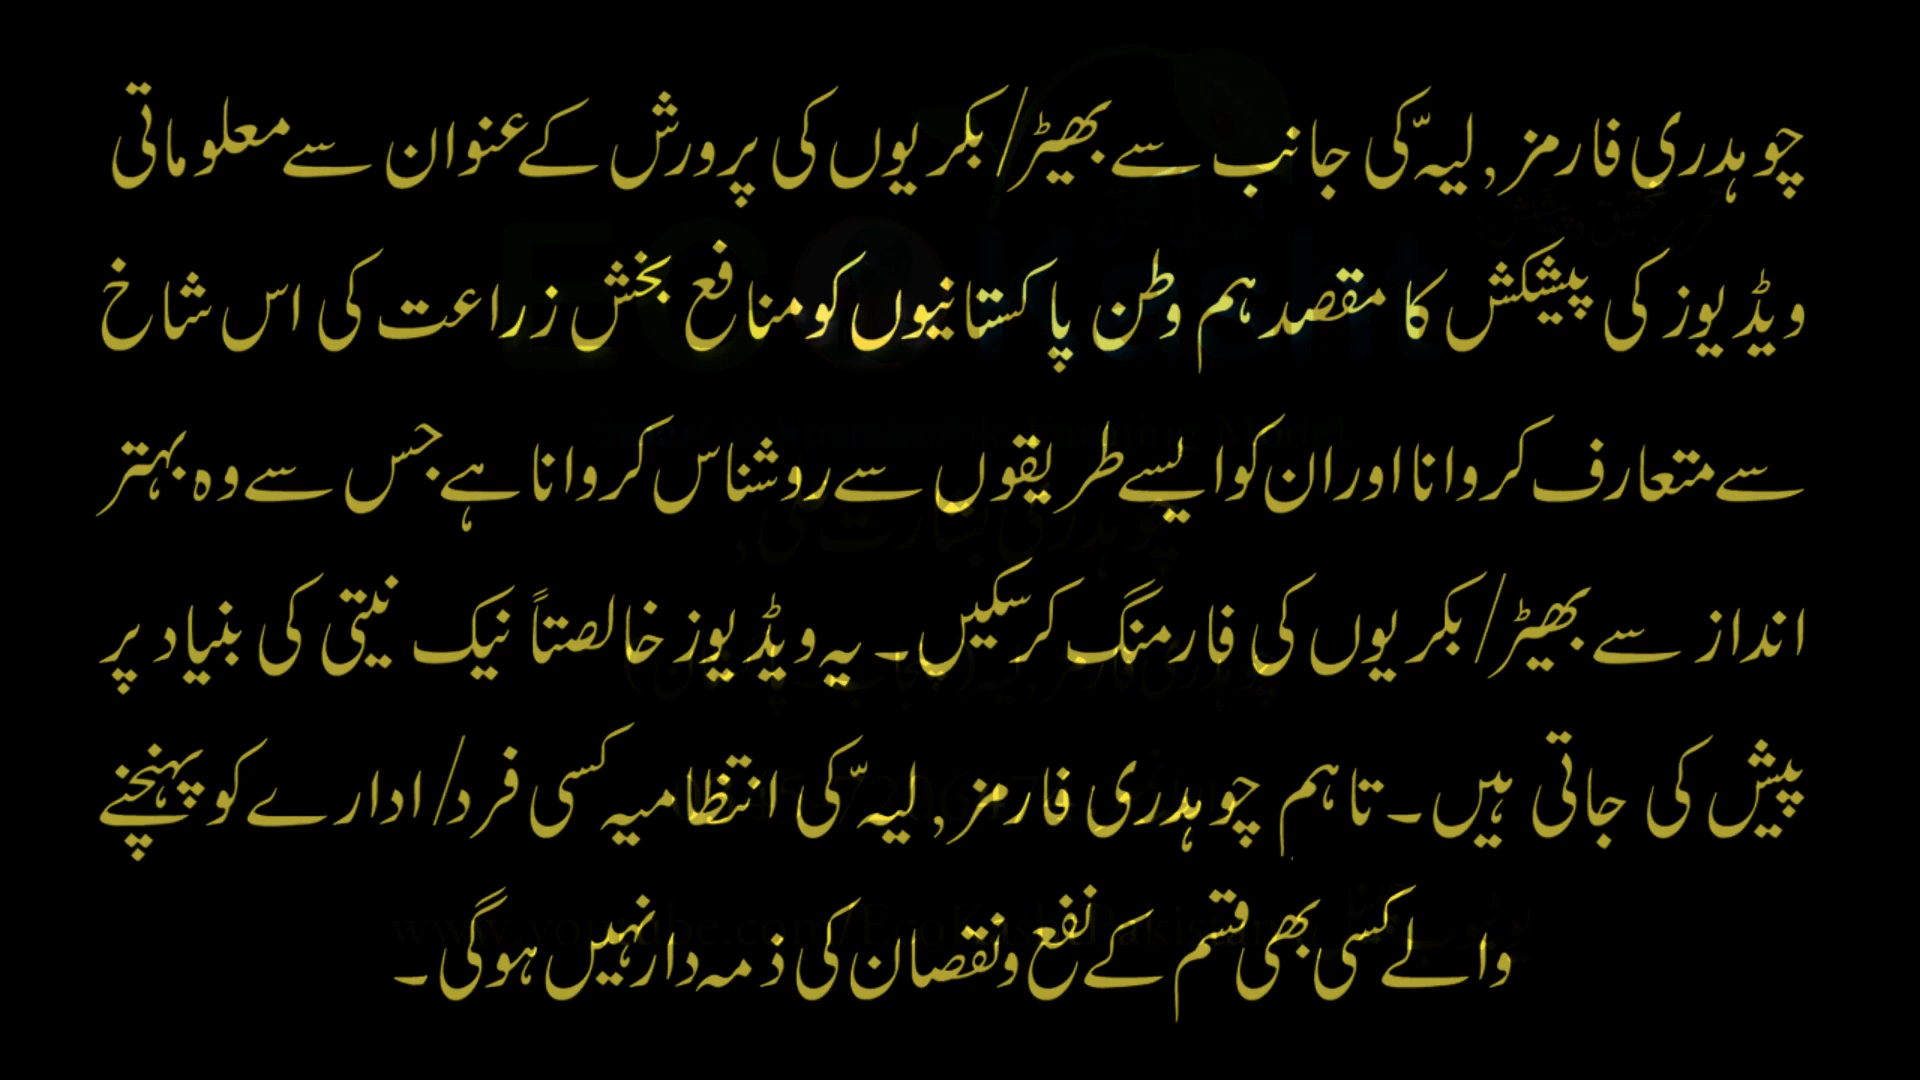 چوہدری فارمز, لیہّ کی جانب سے بھیڑ/بکریوں کی پرورش کے عنوان سے معلوماتی
ویڈیوز کی پیشکش کا مقصد ہم وطن پاکستانیوں کو منافع بخش زراعت کی اس شاخ
سے متعارف کروانا اور ان کو ایسے طریقوں سے روشناس کروانا ہے جس سے وہ بہتر
انداز سے بھیڑ/بکریوں کی فارمنگ کر سکیں۔ یہ ویڈیوز خالصتاً نیک نیتی کی بنیاد پر
پیش کی جاتی ہیں۔ تاہم چوہدری فارمز, لیہّ کی انتظامیہ کسی فرد/ادارے کو پہنچنے
والے کسی بھی قسم کے نفع و نقصان کی ذمہ دار نہیں ہوگی۔